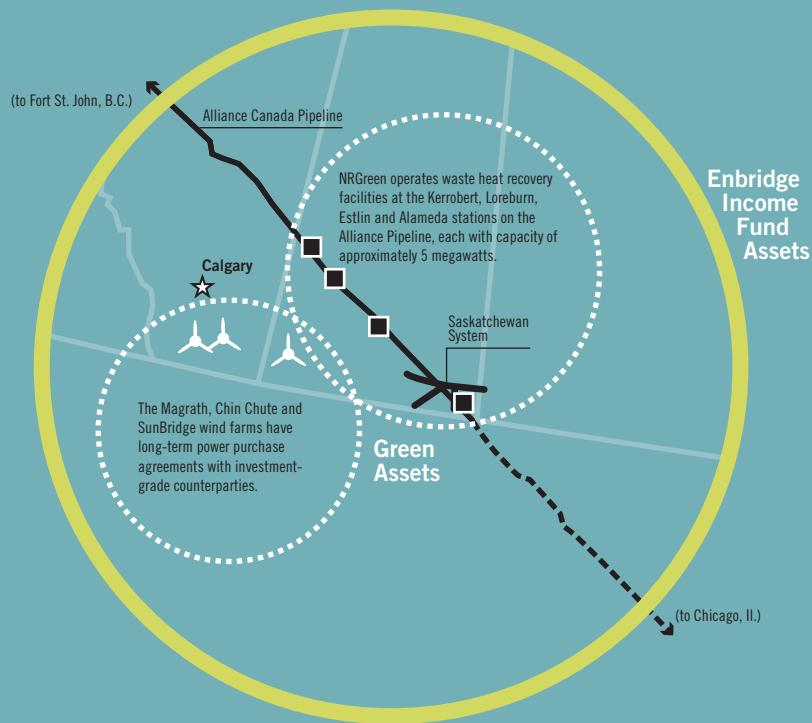 (to Fort St. John, B.C.)
Alliance Canada Pipeline
NRGreen operates waste heat recovery
facilities at the Kerrobert, Loreburn,
Estlin and Alameda stations on the
Alliance Pipeline, each with capacity of
approximately 5 megawatts.
Enbridge
Income
Fund
Assets
Calgary
Saskatchewan
System
The Magrath, Chin Chute and
SunBridge wind farms have
long-term power purchase
agreements with investment-
grade counterparties.
Green
Assets
(to Chicago, Il.)